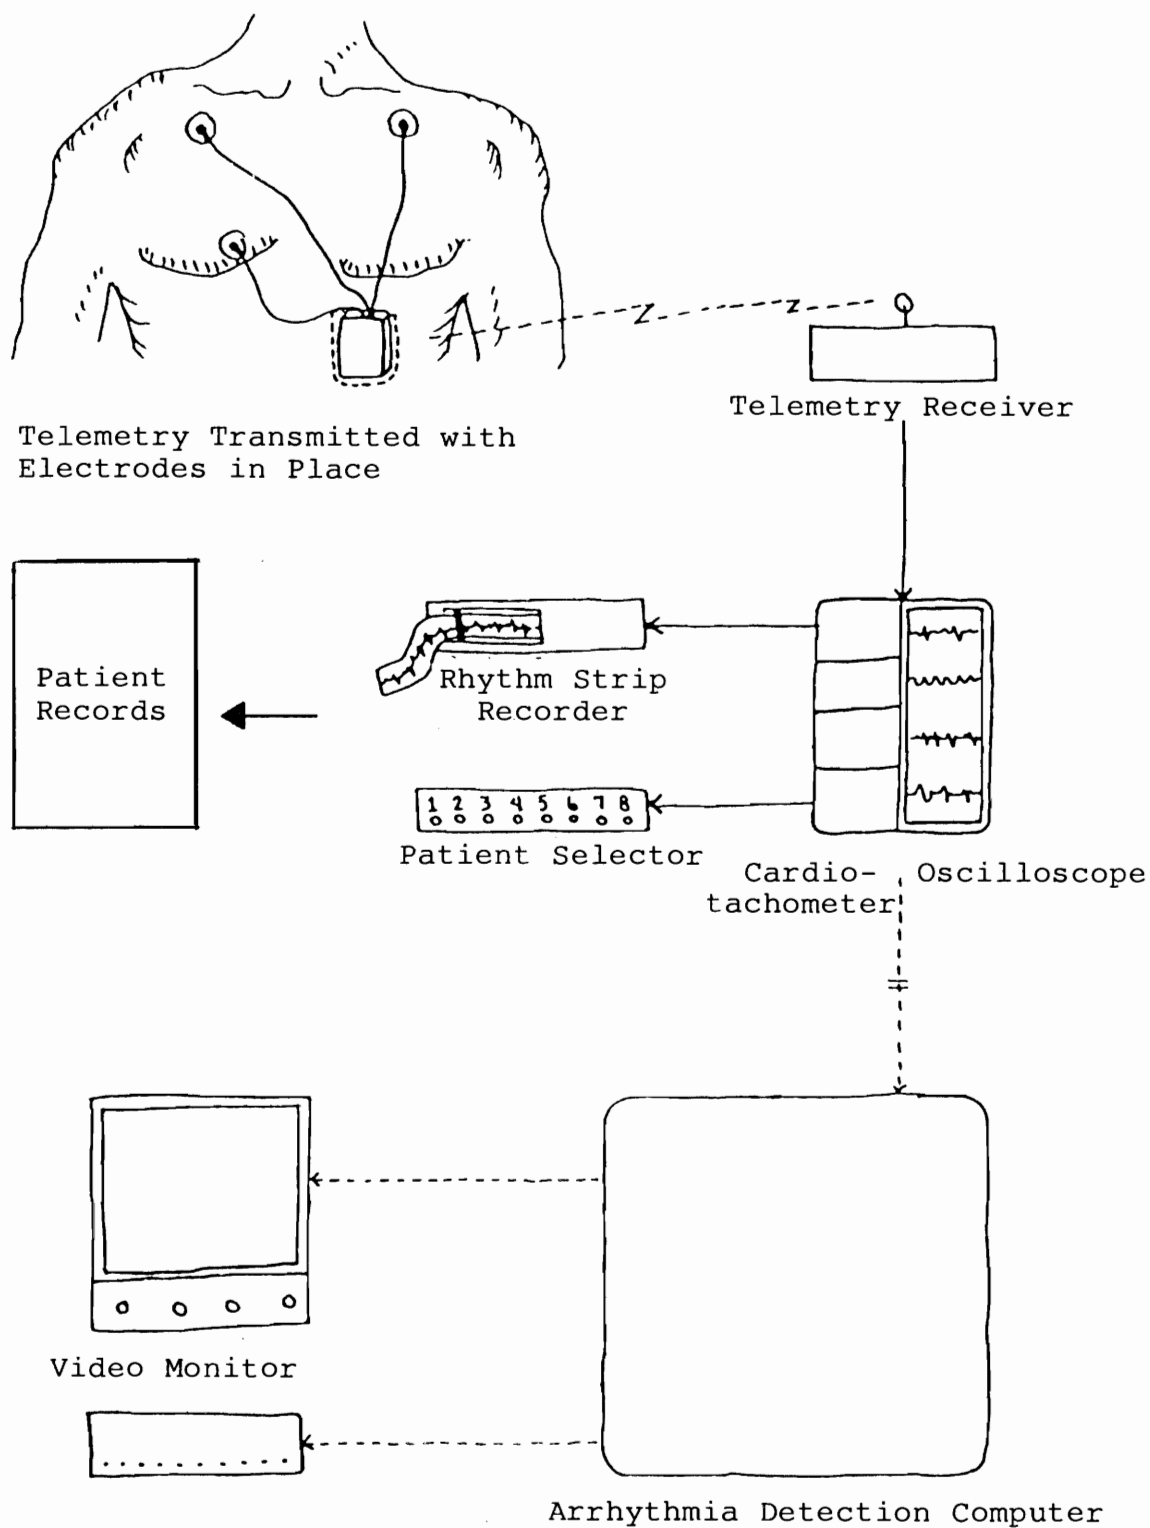 Telemetry Receiver
Telemetry Transmitted with
Electrodes in Place
Patient
Records
Rhythm Strip
Recorder
1 2 3 4 5 6 7 8
Patient Selector
Cardio-
tachometer
Oscilloscope
Video Monitor
Arrhythmia Detection Computer